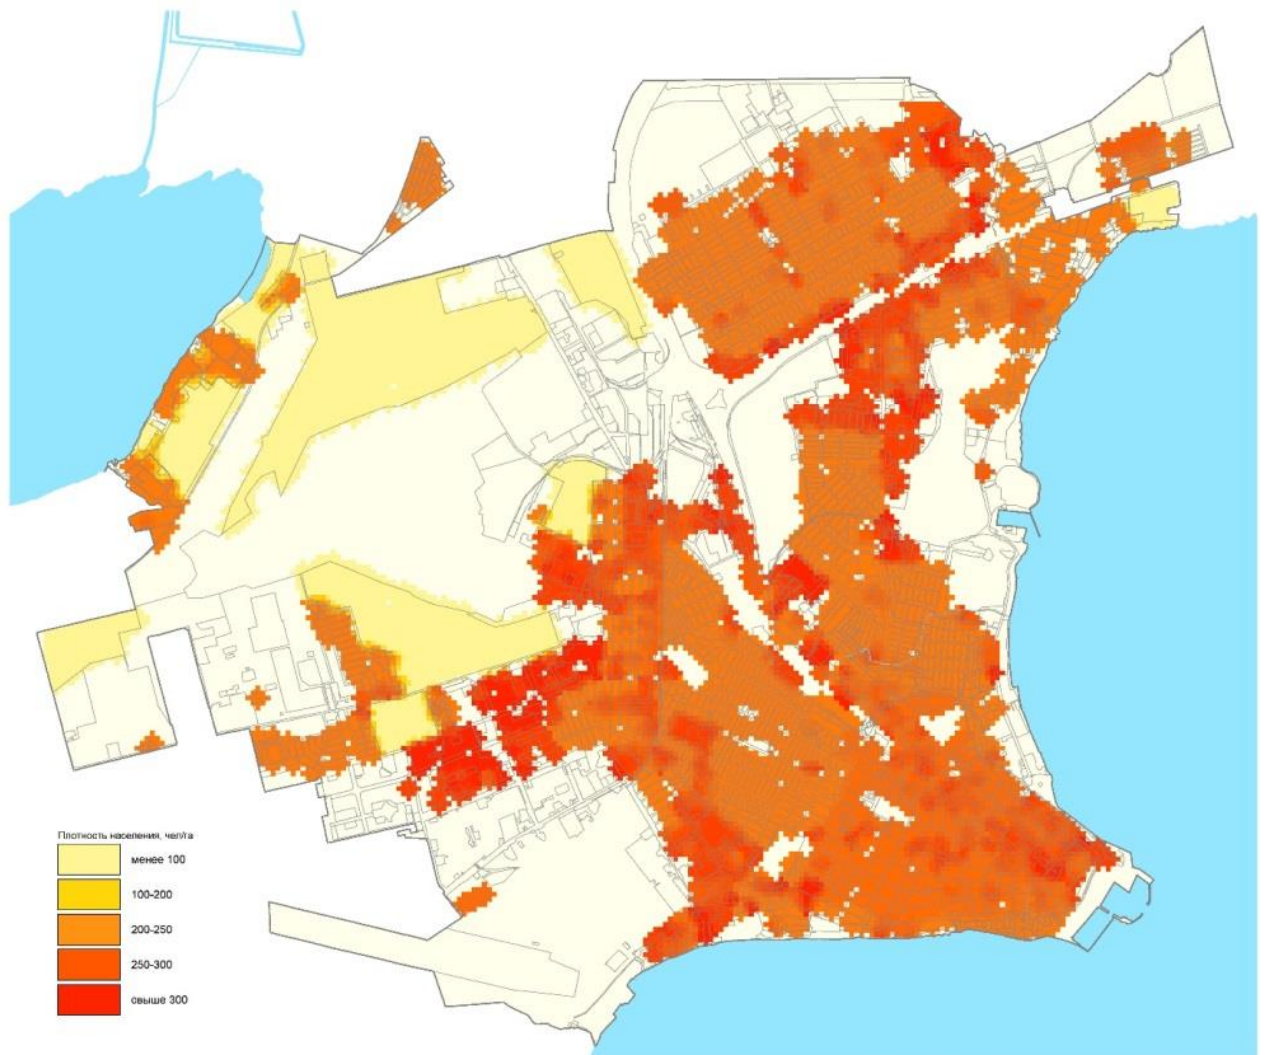 Плотность населения, чел/га
менее 100
100-200
200-250
250-300
свыше 300